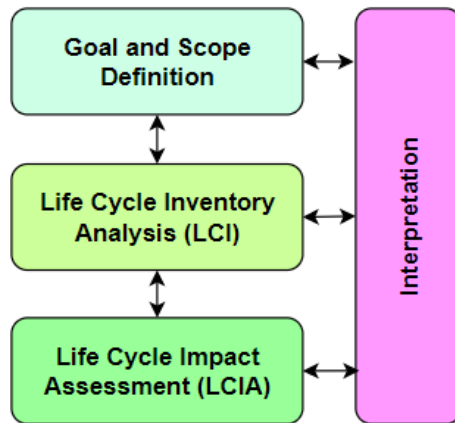 Goal and Scope
Definition
Life Cycle Inventory
Analysis (LCI)
Life Cycle Impact
Assessment (LCIA)
Interpretation